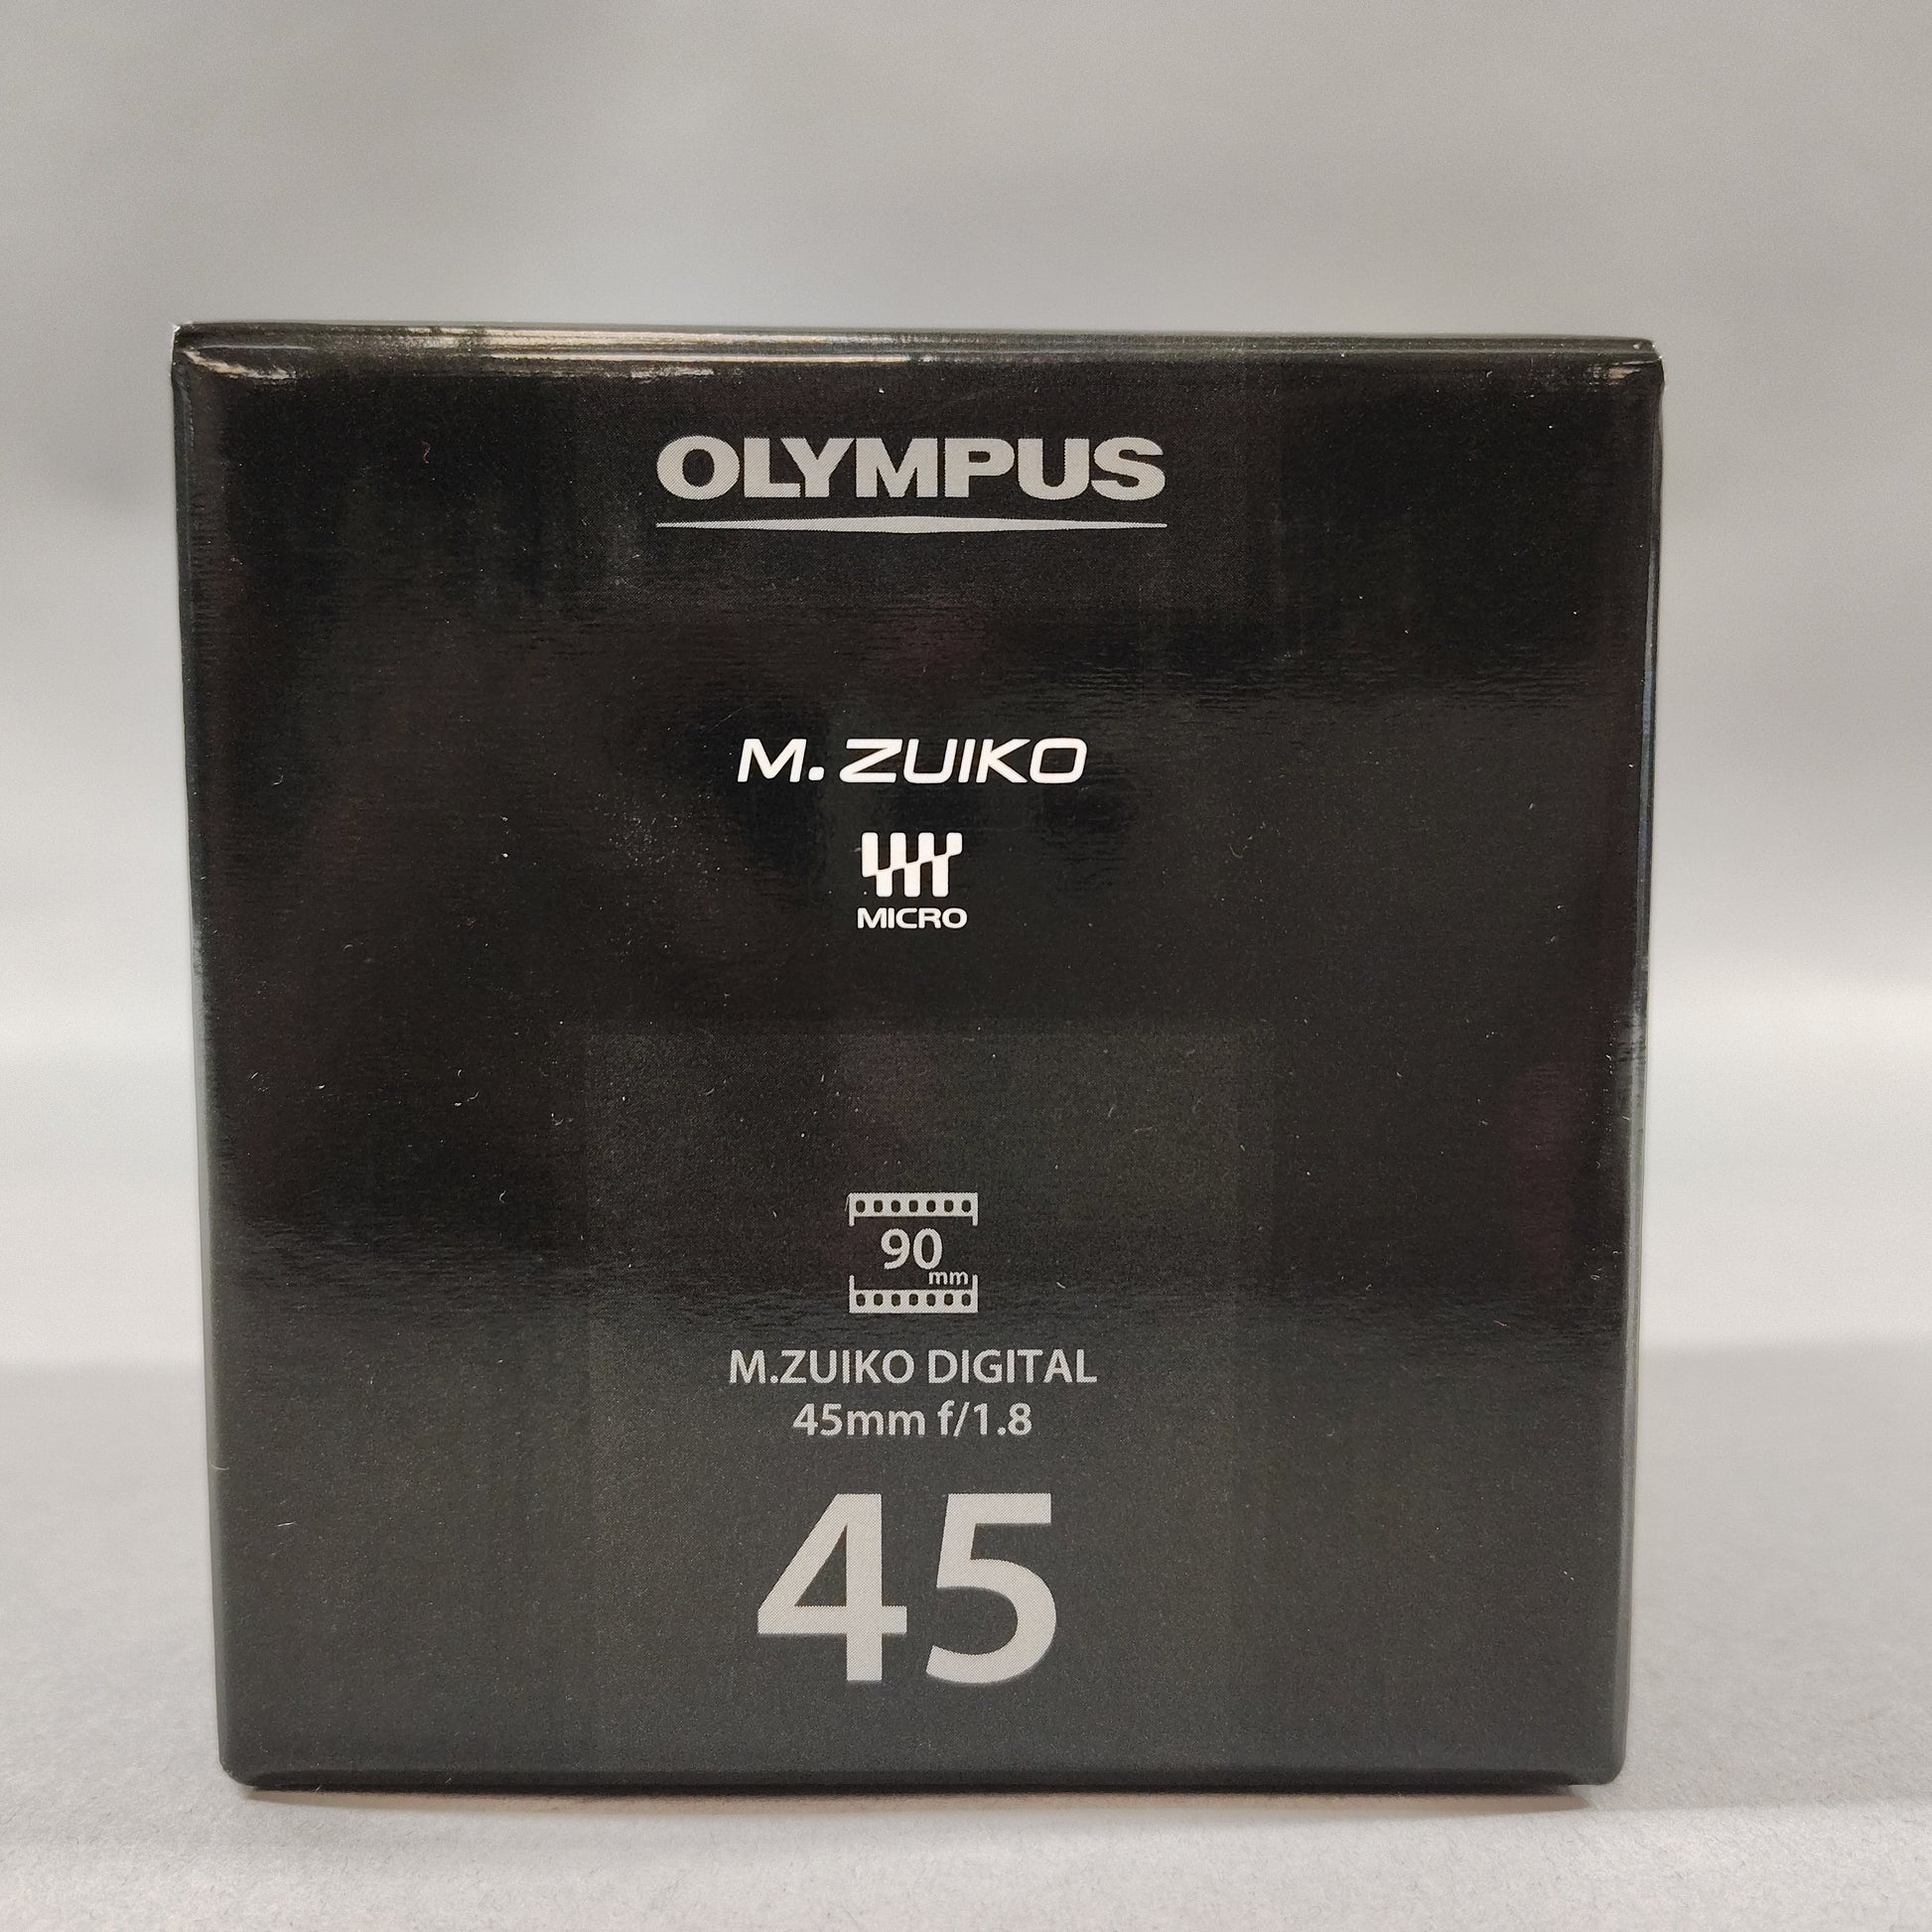 OLYMPUS
M.ZUIKO
MICRO
90
mm
M.ZUIKO DIGITAL
45mm f/1.8
45